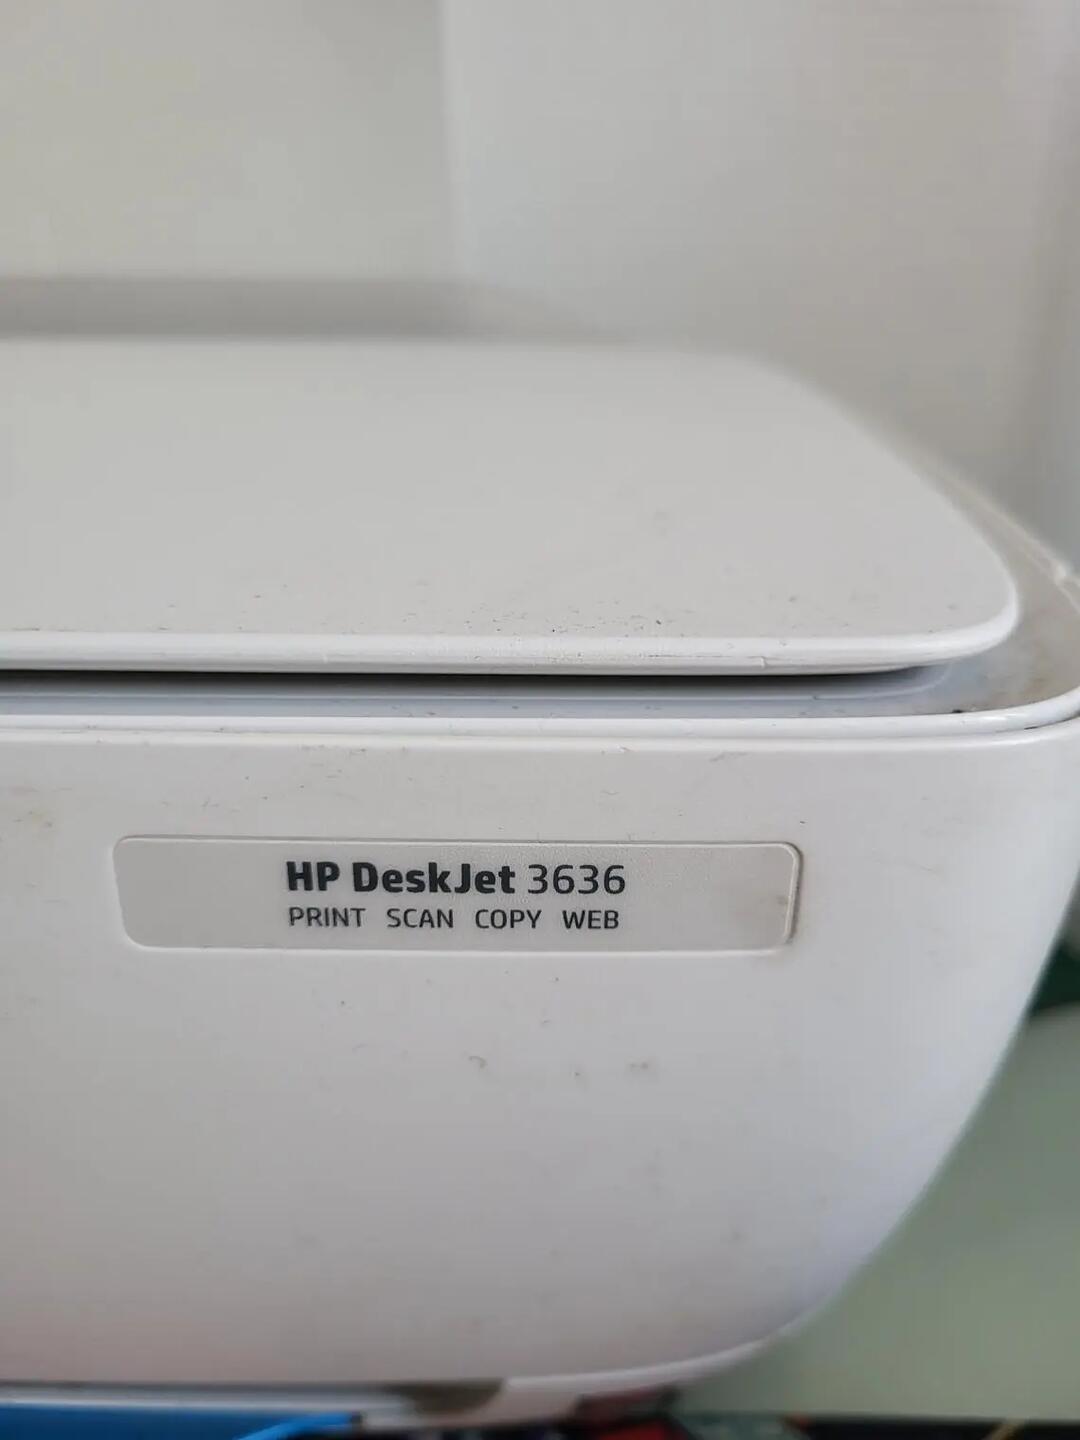 HP DeskJet 3636
PRINT SCAN COPY WEB